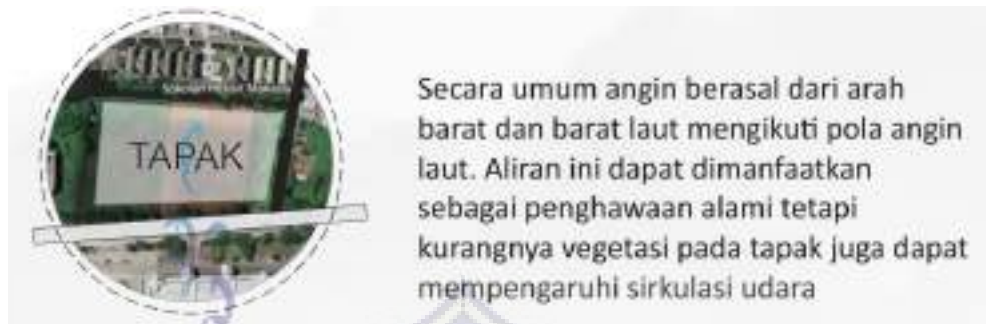 TAPAK
Secara umum angin berasal dari arah
barat dan barat laut mengikuti pola angin
laut. Aliran ini dapat dimanfaatkan
sebagai penghawaan alami tetapi
kurangnya vegetasi pada tapak juga dapat
mempengaruhi sirkulasi udara